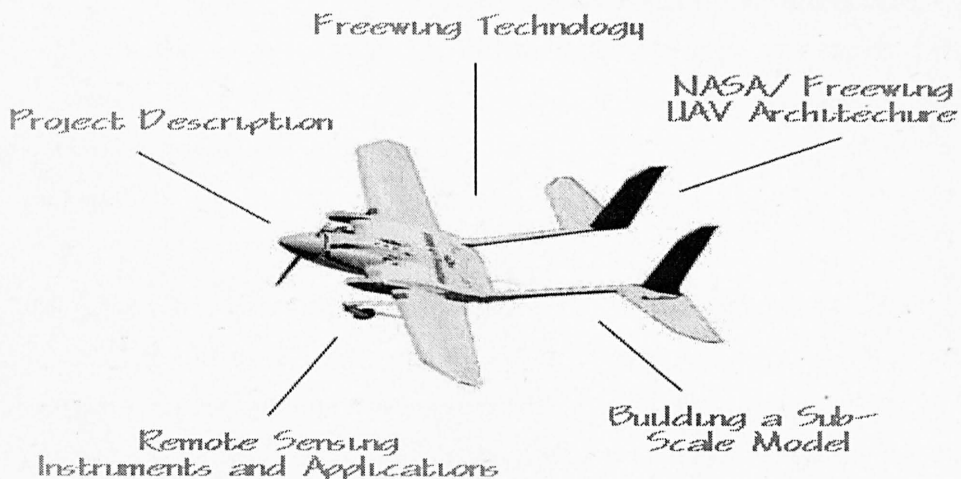 Freewing Technology
NASA/ Freewing
UAV Architechure
Project Description
Building a Sub-
Scale Model
Remote Sensing
Instruments and Applications